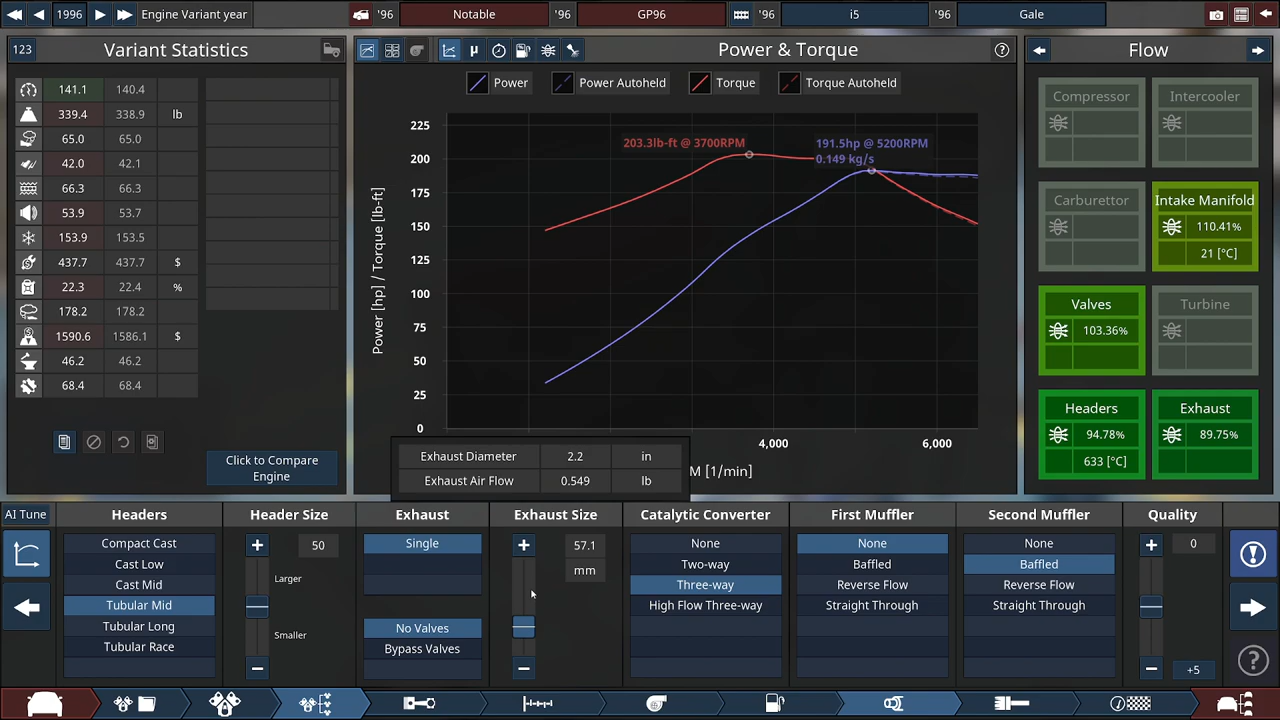 1996 Engine Variant year '96 Notable '96 GP96 '96 i5 '96 Gale
123 Variant Statistics
141.1 140.4
339.4 338.9 lb
65.0 65.0
42.0 42.1
66.3 66.3
53.9 53.7
153.9 153.5
437.7 437.7 $
22.3 22.4 %
178.2 178.2
1590.6 1586.1 $
46.2 46.2
68.4 68.4
Click to Compare
Engine
μ Power & Torque ?
Power Power Autoheld Torque Torque Autoheld
225
200
175
150
125
100
75
50
25
0
Power [hp] / Torque [lb-ft]
203.3lb-ft @ 3700RPM
191.5hp @ 5200RPM
0.149 kg/s
4,000 6,000
M [1/min]
Exhaust Diameter 2.2 in
Exhaust Air Flow 0.549 lb
Flow
Compressor Intercooler
Carburettor Intake Manifold
110.41%
21 [°C]
Valves Turbine
103.36%
Headers Exhaust
94.78% 89.75%
633 [°C]
AI Tune
Headers
Compact Cast
Cast Low
Cast Mid
Tubular Mid
Tubular Long
Tubular Race
Header Size
+ 50
Larger
Smaller
−
Exhaust
Single
No Valves
Bypass Valves
Exhaust Size
+ 57.1
mm
−
Catalytic Converter
None
Two-way
Three-way
High Flow Three-way
First Muffler
None
Baffled
Reverse Flow
Straight Through
Second Muffler
None
Baffled
Reverse Flow
Straight Through
Quality
+ 0
− +5
?